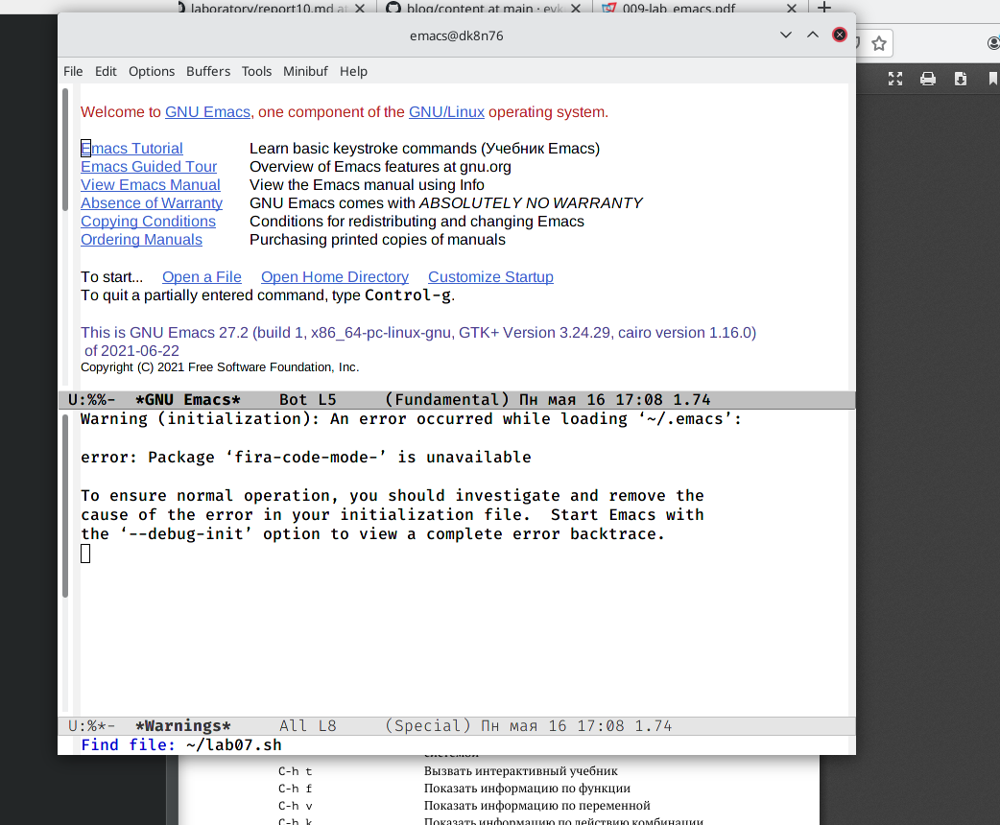 laboratory/report10.md at
blog/content at main · evk
009-lab_emacs.pdf
emacs@dk8n76
File Edit Options Buffers Tools Minibuf Help
Welcome to GNU Emacs, one component of the GNU/Linux operating system.
Emacs Tutorial Learn basic keystroke commands (Учебник Emacs)
Emacs Guided Tour Overview of Emacs features at gnu.org
View Emacs Manual View the Emacs manual using Info
Absence of Warranty GNU Emacs comes with ABSOLUTELY NO WARRANTY
Copying Conditions Conditions for redistributing and changing Emacs
Ordering Manuals Purchasing printed copies of manuals
To start... Open a File Open Home Directory Customize Startup
To quit a partially entered command, type Control-g.
This is GNU Emacs 27.2 (build 1, x86_64-pc-linux-gnu, GTK+ Version 3.24.29, cairo version 1.16.0)
of 2021-06-22
Copyright (C) 2021 Free Software Foundation, Inc.
U:%%- *GNU Emacs* Bot L5 (Fundamental) Пн мая 16 17:08 1.74
Warning (initialization): An error occurred while loading ‘~/.emacs’:
error: Package ‘fira-code-mode-’ is unavailable
To ensure normal operation, you should investigate and remove the
cause of the error in your initialization file. Start Emacs with
the ‘--debug-init’ option to view a complete error backtrace.
U:%*- *Warnings* All L8 (Special) Пн мая 16 17:08 1.74
Find file: ~/lab07.sh
системой
C-h t Вызвать интерактивный учебник
C-h f Показать информацию по функции
C-h v Показать информацию по переменной
C-h k Показать информацию по действию комбинации